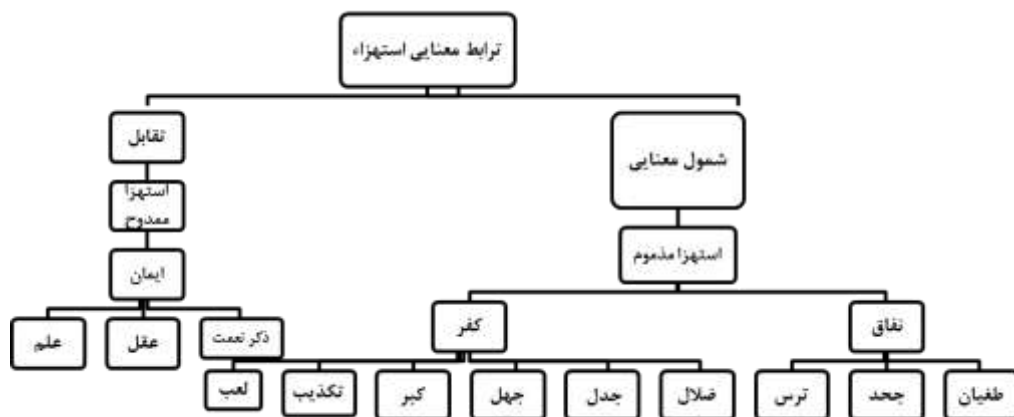 ترابط معنایی استهزاء
شمول معنایی
تقابل
استهزا
ممدوح
استهزا مذموم
ایمان
نفاق
کفر
ذکر نعمت
عقل
علم
طغیان
جحد
ترس
ضلال
جدل
جهل
کبر
تکذیب
لعب